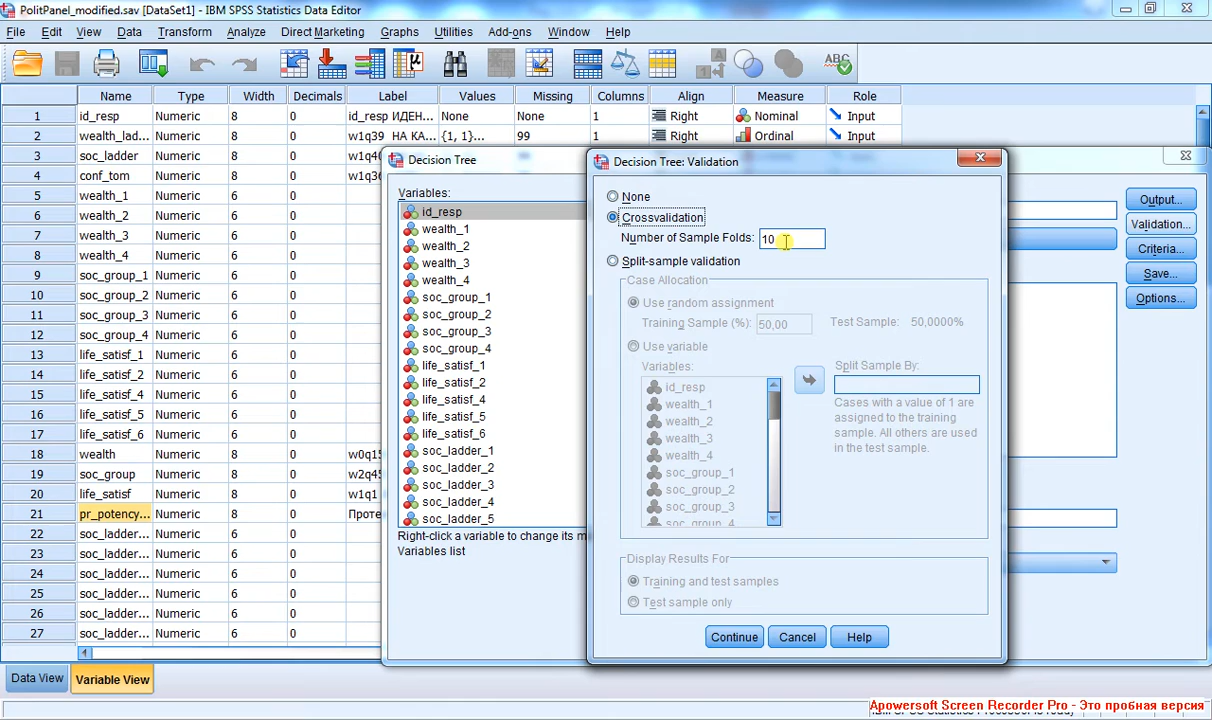 PolitPanel_modified.sav [DataSet1] - IBM SPSS Statistics Data Editor
File Edit View Data Transform Analyze Direct Marketing Graphs Utilities Add-ons Window Help
Name Type Width Decimals Label Values Missing Columns Align Measure Role
1 id_resp Numeric 8 0 id_resp ИДЕН... None None 1 Right Nominal Input
2 wealth_lad... Numeric 8 0 w1q39 НА КА... {1, 1}... 99 1 Right Ordinal Input
3 soc_ladder Numeric 8 0
4 conf_tom Numeric 8 0
5 wealth_1 Numeric 6 0
6 wealth_2 Numeric 6 0
7 wealth_3 Numeric 6 0
8 wealth_4 Numeric 6 0
9 soc_group_1 Numeric 6 0
10 soc_group_2 Numeric 6 0
11 soc_group_3 Numeric 6 0
12 soc_group_4 Numeric 6 0
13 life_satisf_1 Numeric 6 0
14 life_satisf_2 Numeric 6 0
15 life_satisf_4 Numeric 6 0
16 life_satisf_5 Numeric 6 0
17 life_satisf_6 Numeric 6 0
18 wealth Numeric 8 0 w0q15
19 soc_group Numeric 8 0 w2q45
20 life_satisf Numeric 8 0 w1q1
21 pr_potency... Numeric 8 0 Проте
22 soc_ladder... Numeric 6 0
23 soc_ladder... Numeric 6 0
24 soc_ladder... Numeric 6 0
25 soc_ladder... Numeric 6 0
26 soc_ladder... Numeric 6 0
27 soc_ladder... Numeric 6 0
Data View Variable View
Decision Tree
Variables:
id_resp
wealth_1
wealth_2
wealth_3
wealth_4
soc_group_1
soc_group_2
soc_group_3
soc_group_4
life_satisf_1
life_satisf_2
life_satisf_4
life_satisf_5
life_satisf_6
soc_ladder_1
soc_ladder_2
soc_ladder_3
soc_ladder_4
soc_ladder_5
Right-click a variable to change its m
Variables list
Output...
Validation...
Criteria...
Save...
Options...
Decision Tree: Validation
None
Crossvalidation
Number of Sample Folds: 10
Split-sample validation
Case Allocation
Use random assignment
Training Sample (%): 50,00 Test Sample: 50,0000%
Use variable
Variables:
id_resp
wealth_1
wealth_2
wealth_3
wealth_4
soc_group_1
soc_group_2
soc_group_3
soc_group_4
Split Sample By:
Cases with a value of 1 are
assigned to the training
sample. All others are used
in the test sample.
Display Results For
Training and test samples
Test sample only
Continue Cancel Help
Apowersoft Screen Recorder Pro - Это пробная версия